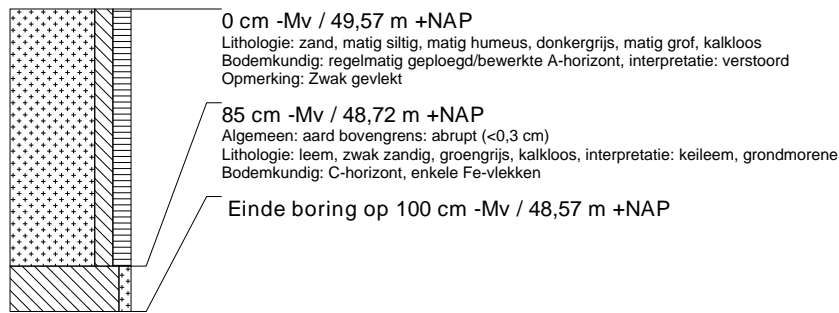 0 cm -Mv / 49,57 m +NAP
Lithologie: zand, matig siltig, matig humeus, donkergrijs, matig grof, kalkloos
Bodemkundig: regelmatig geploegd/bewerkte A-horizont, interpretatie: verstoord
Opmerking: Zwak gevlekt
85 cm -Mv / 48,72 m +NAP
Algemeen: aard bovengrens: abrupt (<0,3 cm)
Lithologie: leem, zwak zandig, groengrijs, kalkloos, interpretatie: keileem, grondmorene
Bodemkundig: C-horizont, enkele Fe-vlekken
Einde boring op 100 cm -Mv / 48,57 m +NAP